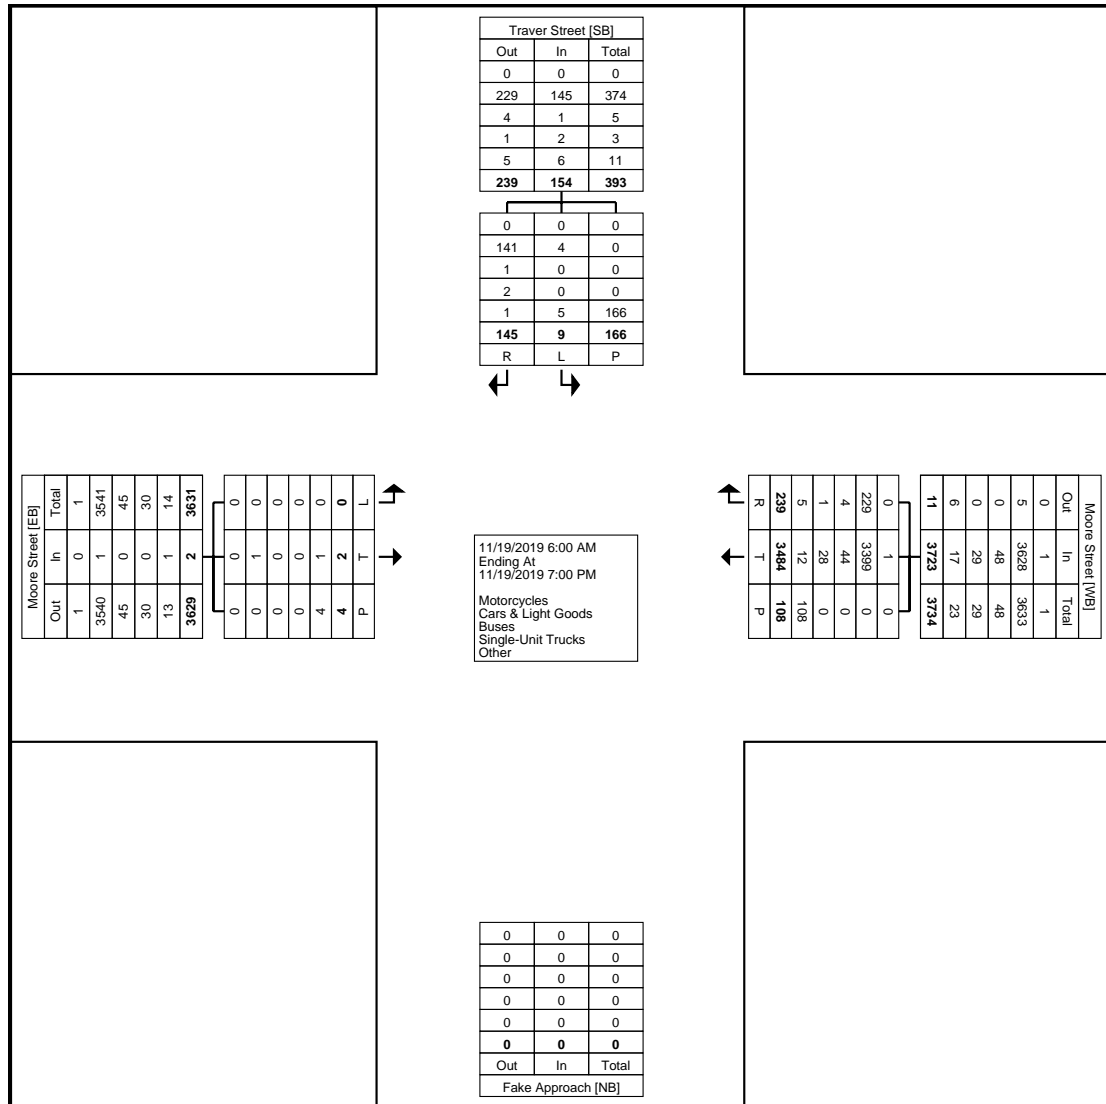 Traver Street [SB]
Out In Total
0 0 0
229 145 374
4 1 5
1 2 3
5 6 11
239 154 393
0 0 0
141 4 0
1 0 0
2 0 0
1 5 166
145 9 166
R L P
Moore Street [EB]
Total In Out
1 0 1
3541 1 3540
45 0 45
30 0 30
14 1 13
3631 2 3629
0 0 0
0 1 0
0 0 0
0 0 0
0 1 4
0 2 4
L T P
11/19/2019 6:00 AM
Ending At
11/19/2019 7:00 PM
Motorcycles
Cars & Light Goods
Buses
Single-Unit Trucks
Other
Moore Street [WB]
Out In Total
0 1 1
5 3628 3633
0 48 48
0 29 29
6 17 23
11 3723 3734
0 1 0
229 3399 0
4 44 0
1 28 0
5 12 108
239 3484 108
R T P
0 0 0
0 0 0
0 0 0
0 0 0
0 0 0
0 0 0
Out In Total
Fake Approach [NB]